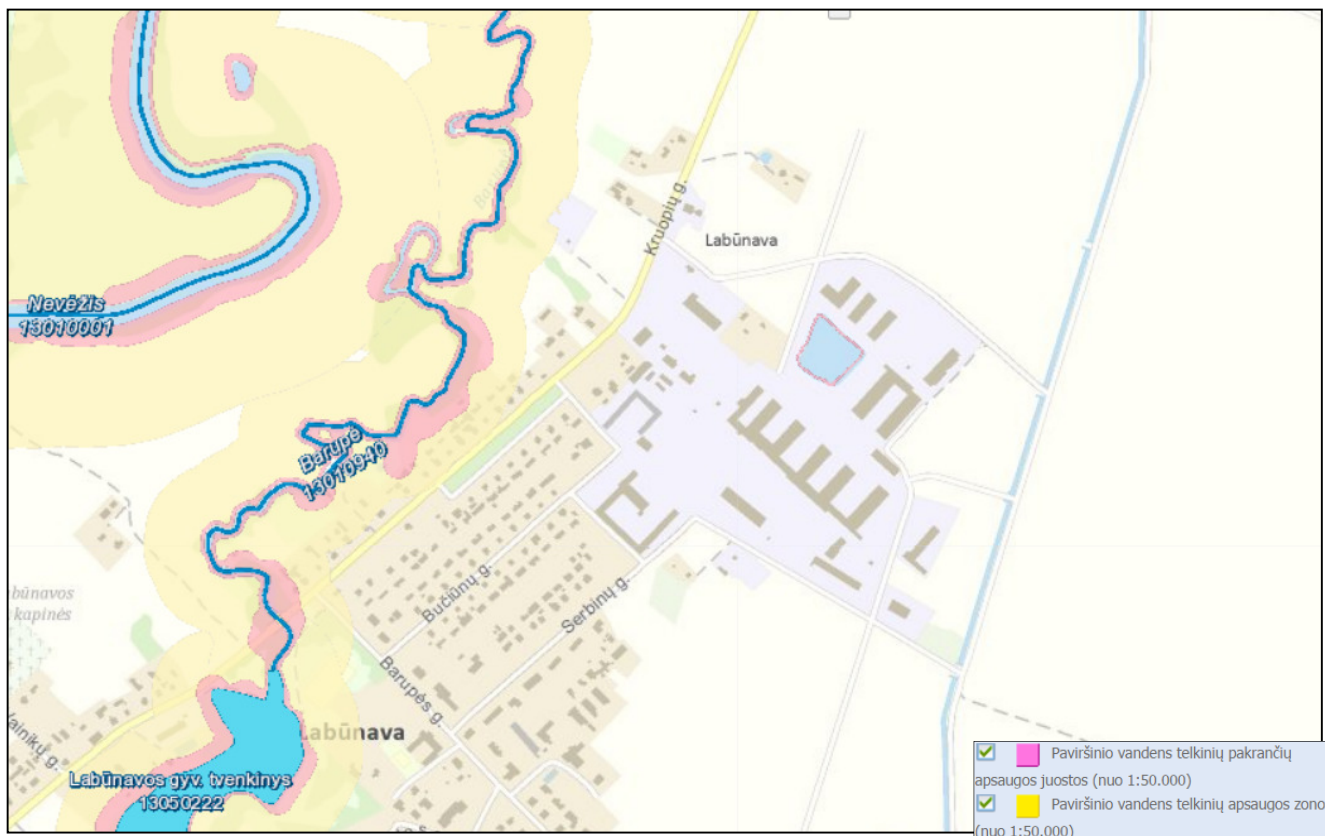 Kruopių g.
Labūnava
Nevėžis
13010001
Barupė
13010940
Bučiūnų g.
Serbinų g.
kapinės
Barupės g.
Labūnava
Labūnavos gyv. tvenkinys
13050222
Paviršinio vandens telkinių pakrančių
apsaugos juostos (nuo 1:50.000)
Paviršinio vandens telkinių apsaugos zono
(nuo 1:50.000)